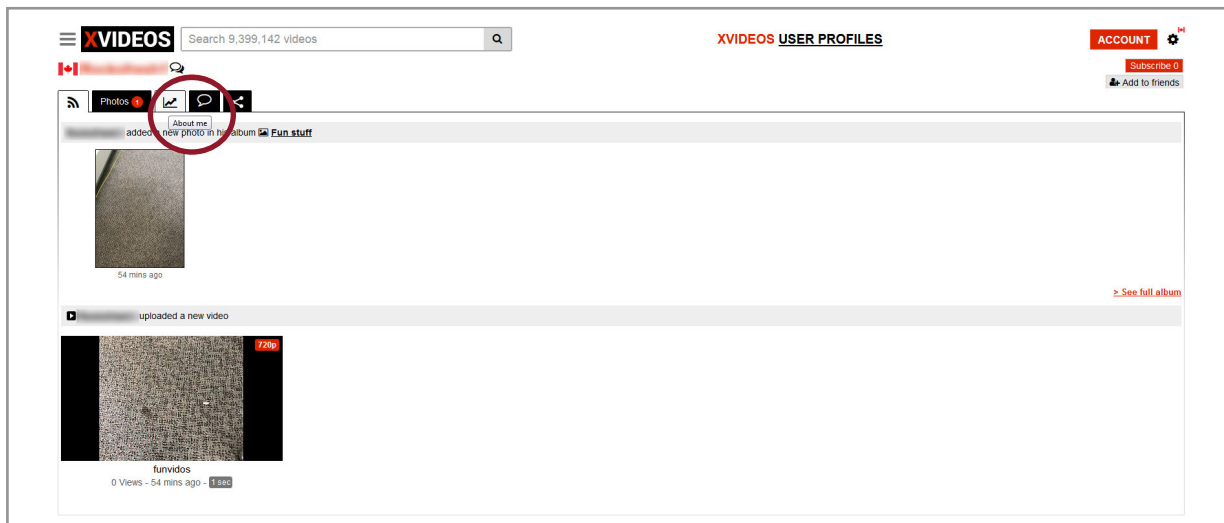 XVIDEOS Search 9,399,142 videos XVIDEOS USER PROFILES ACCOUNT
Subscribe 0
Add to friends
Photos 1
About me
added a new photo in his album Fun stuff
54 mins ago
> See full album
uploaded a new video
720p
funvidos
0 Views - 54 mins ago - 1 sec